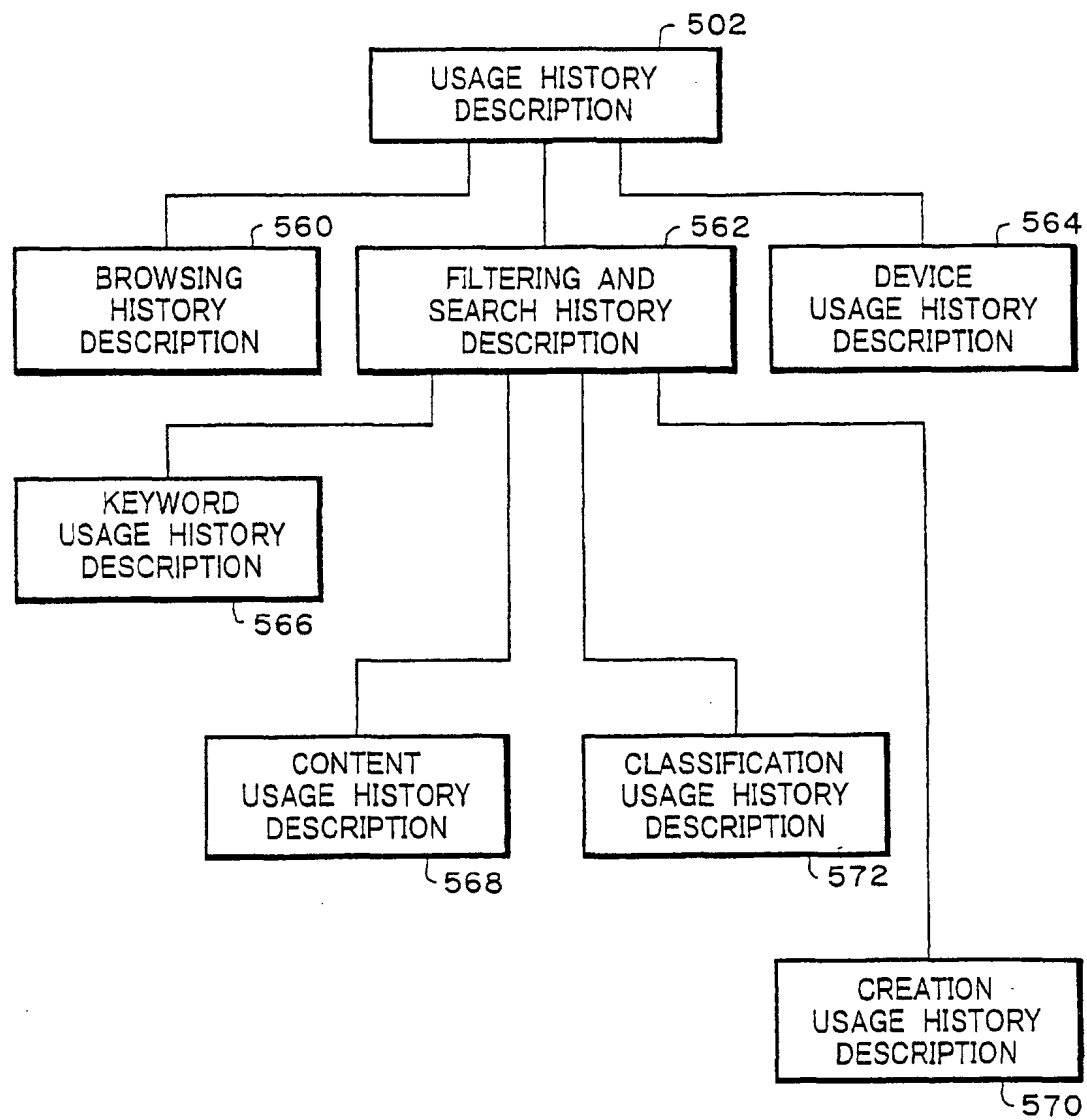 502
USAGE HISTORY
DESCRIPTION
560
BROWSING
HISTORY
DESCRIPTION
562
FILTERING AND
SEARCH HISTORY
DESCRIPTION
564
DEVICE
USAGE HISTORY
DESCRIPTION
KEYWORD
USAGE HISTORY
DESCRIPTION
566
CONTENT
USAGE HISTORY
DESCRIPTION
568
CLASSIFICATION
USAGE HISTORY
DESCRIPTION
572
CREATION
USAGE HISTORY
DESCRIPTION
570